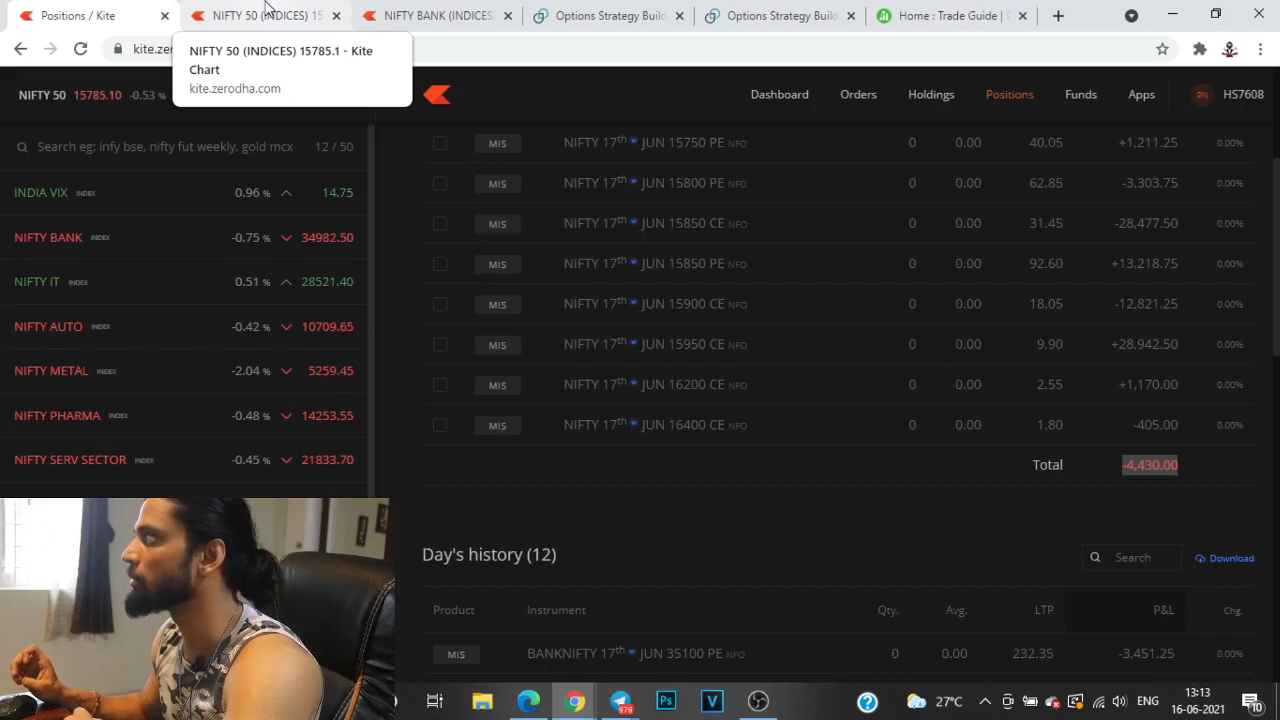 Positions / Kite
NIFTY 50 (INDICES) 15
NIFTY BANK (INDICES
Options Strategy Build
Options Strategy Build
Home : Trade Guide | P
kite.zero
NIFTY 50 (INDICES) 15785.1 - Kite
Chart
kite.zerodha.com
NIFTY 50 15785.10 -0.53 %
Dashboard Orders Holdings Positions Funds Apps PN HS7608
Search eg: infy bse, nifty fut weekly, gold mcx 12 / 50
INDIA VIX INDEX 0.96 % 14.75
NIFTY BANK INDEX -0.75 % 34982.50
NIFTY IT INDEX 0.51 % 28521.40
NIFTY AUTO INDEX -0.42 % 10709.65
NIFTY METAL INDEX -2.04 % 5259.45
NIFTY PHARMA INDEX -0.48 % 14253.55
NIFTY SERV SECTOR INDEX -0.45 % 21833.70
MIS NIFTY 17th w JUN 15750 PE NFO 0 0.00 40.05 +1,211.25 0.00%
MIS NIFTY 17th w JUN 15800 PE NFO 0 0.00 62.85 -3,303.75 0.00%
MIS NIFTY 17th w JUN 15850 CE NFO 0 0.00 31.45 -28,477.50 0.00%
MIS NIFTY 17th w JUN 15850 PE NFO 0 0.00 92.60 +13,218.75 0.00%
MIS NIFTY 17th w JUN 15900 CE NFO 0 0.00 18.05 -12,821.25 0.00%
MIS NIFTY 17th w JUN 15950 CE NFO 0 0.00 9.90 +28,942.50 0.00%
MIS NIFTY 17th w JUN 16200 CE NFO 0 0.00 2.55 +1,170.00 0.00%
MIS NIFTY 17th w JUN 16400 CE NFO 0 0.00 1.80 -405.00 0.00%
Total -4,430.00
Day's history (12) Search Download
Product Instrument Qty. Avg. LTP P&L Chg.
MIS BANKNIFTY 17th w JUN 35100 PE NFO 0 0.00 232.35 -3,451.25 0.00%
979 Ps V 27°C ENG 13:13
16-06-2021 10